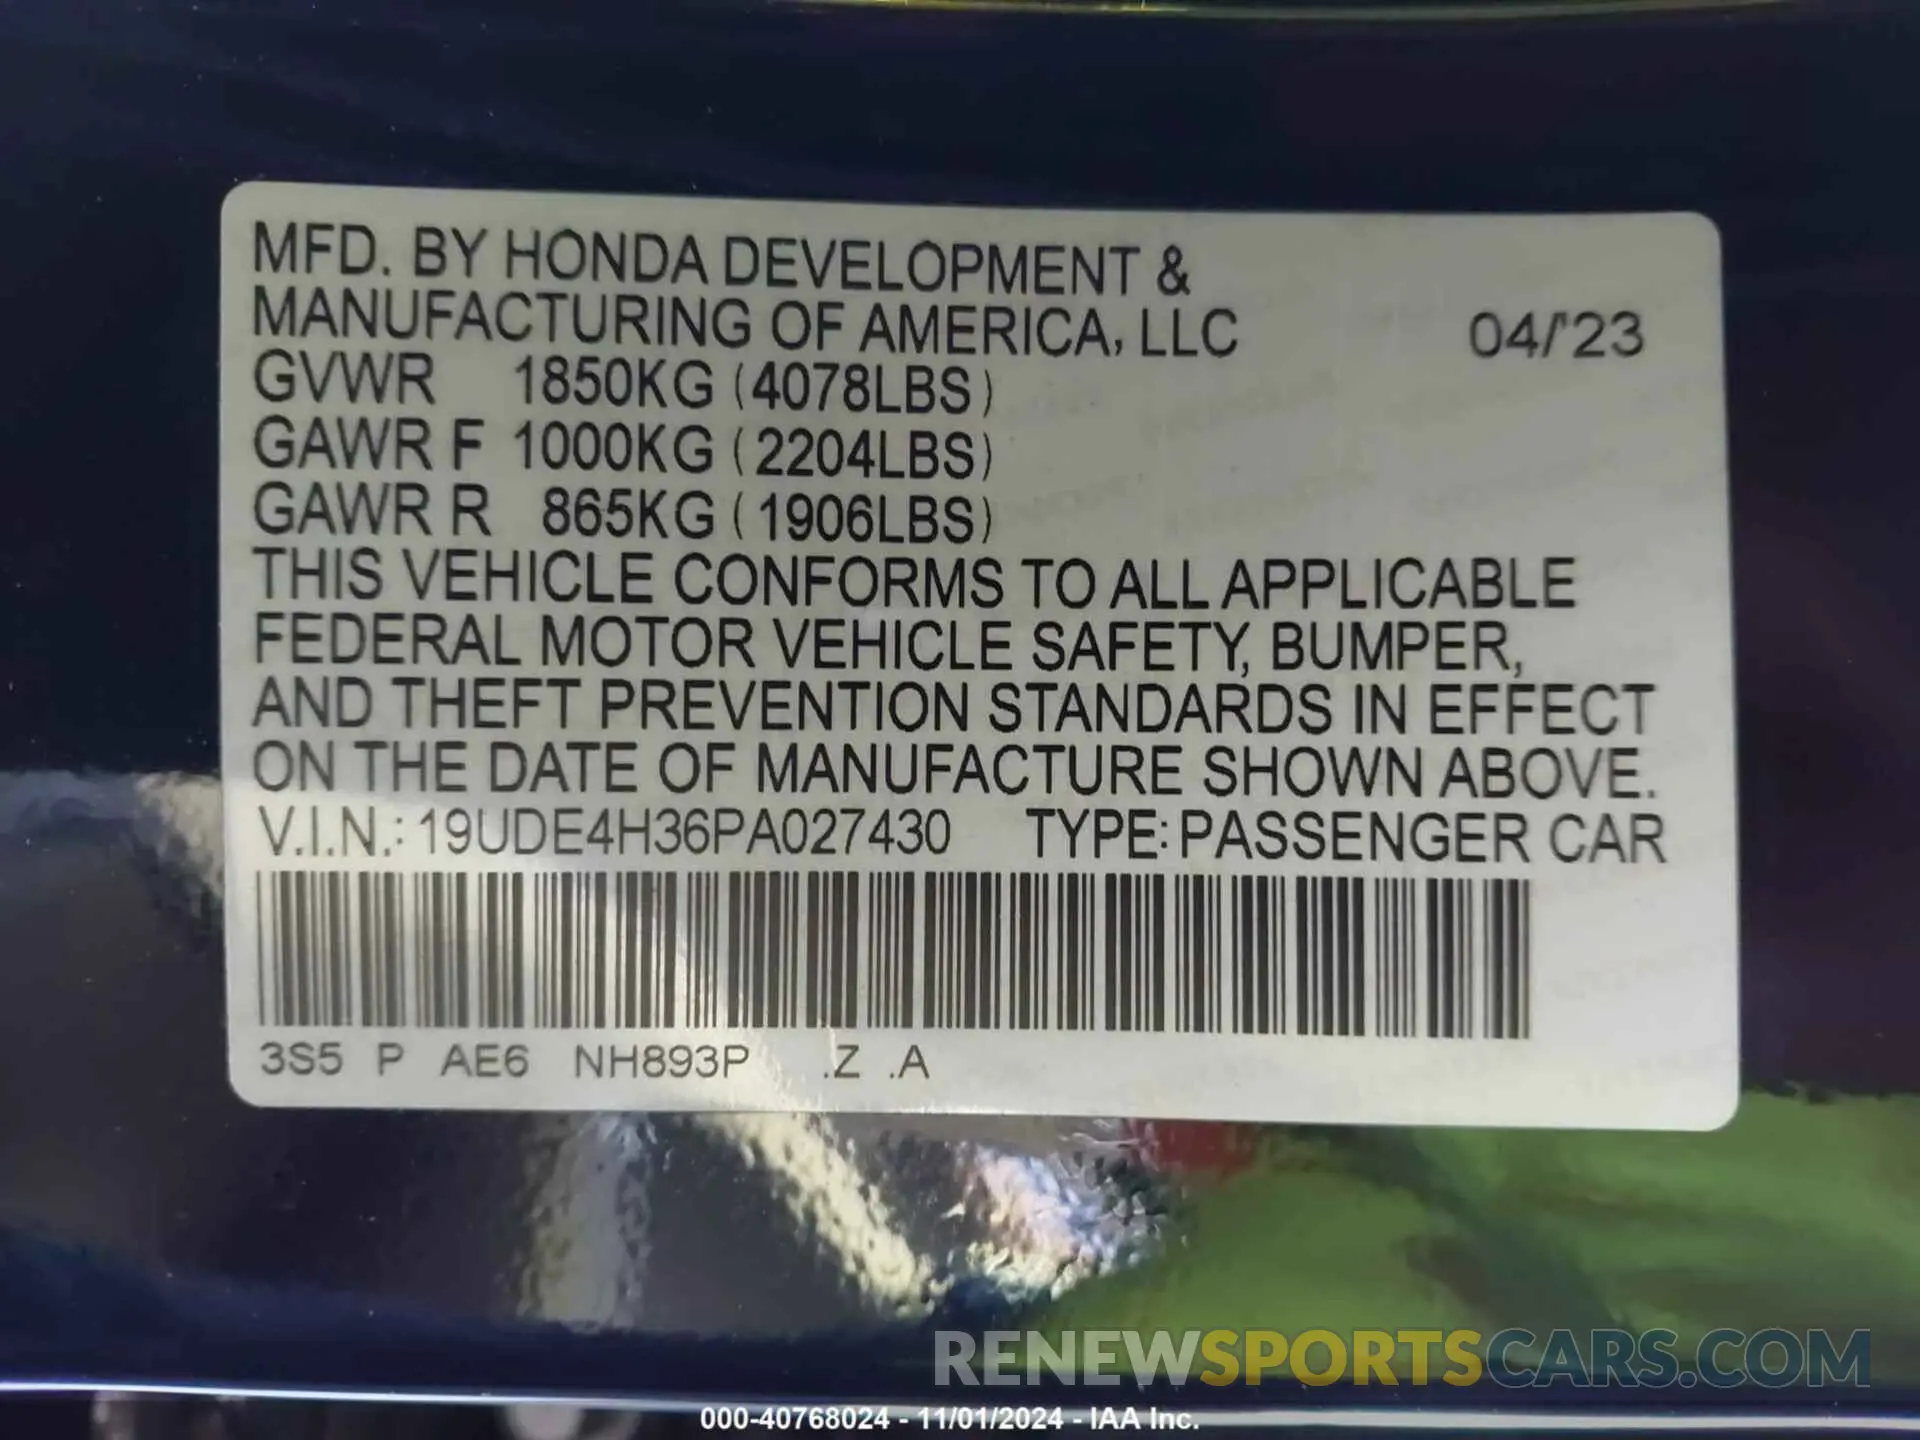 MFD. BY HONDA DEVELOPMENT &
MANUFACTURING OF AMERICA, LLC 04/'23
GVWR 1850KG (4078LBS)
GAWR F 1000KG (2204LBS)
GAWR R 865KG (1906LBS)
THIS VEHICLE CONFORMS TO ALL APPLICABLE
FEDERAL MOTOR VEHICLE SAFETY, BUMPER,
AND THEFT PREVENTION STANDARDS IN EFFECT
ON THE DATE OF MANUFACTURE SHOWN ABOVE.
V.I.N.: 19UDE4H36PA027430 TYPE: PASSENGER CAR
3S5 P AE6 NH893P .Z .A
RENEWSPORTSCARS.COM
000-40768024 - 11/01/2024 - IAA Inc.